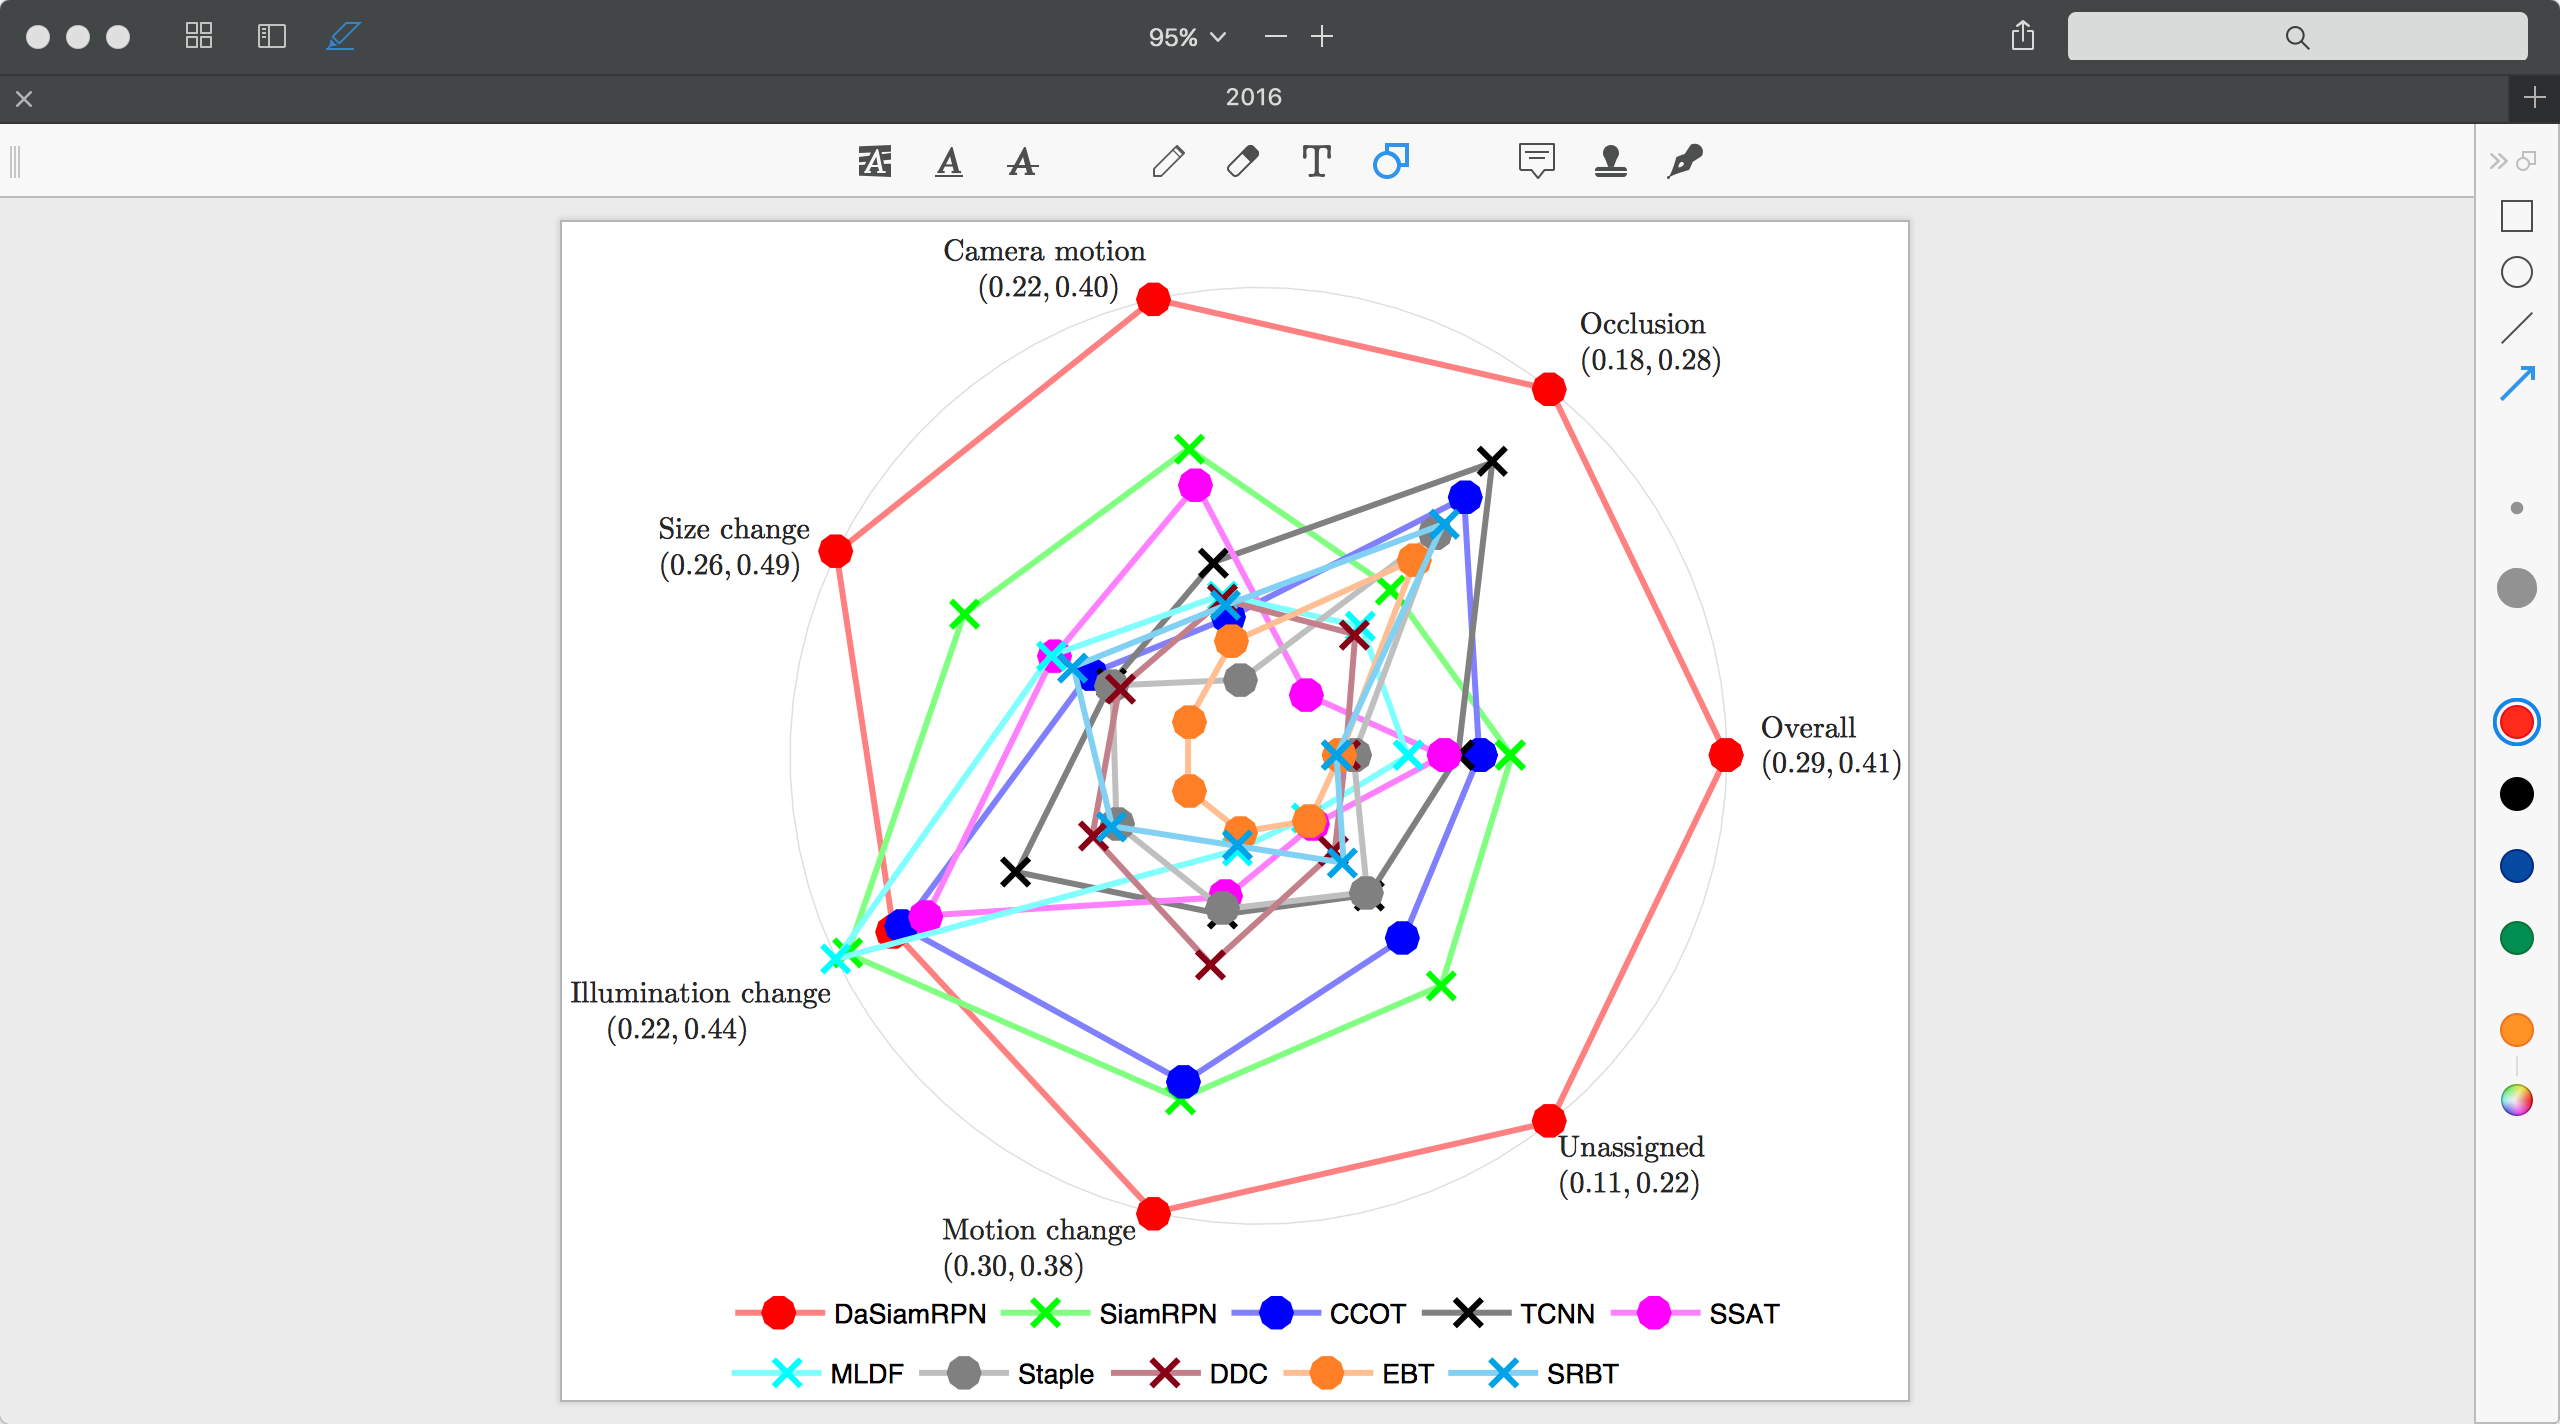 95%
2016
Camera motion
(0.22, 0.40)
Occlusion
(0.18, 0.28)
Size change
(0.26, 0.49)
Overall
(0.29, 0.41)
Illumination change
(0.22, 0.44)
Unassigned
(0.11, 0.22)
Motion change
(0.30, 0.38)
DaSiamRPN SiamRPN CCOT TCNN SSAT
MLDF Staple DDC EBT SRBT